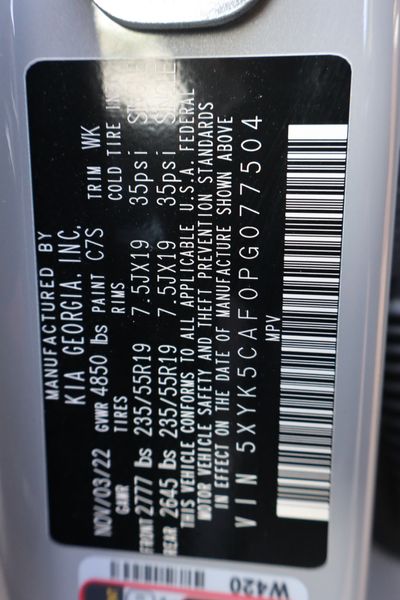 MANUFACTURED BY
KIA GEORGIA, INC.
NOV/03/22 GVWR 4850 lbs PAINT C7S TRIM WK
GAWR TIRES RIMS COLD TIRE
FRONT 2777 lbs 235/55R19 7.5JX19 35psi
REAR 2645 lbs 235/55R19 7.5JX19 35psi SINGLE
THIS VEHICLE CONFORMS TO ALL APPLICABLE U.S.A. FEDERAL
MOTOR VEHICLE SAFETY AND THEFT PREVENTION STANDARDS
IN EFFECT ON THE DATE OF MANUFACTURE SHOWN ABOVE
VIN 5XYK5CAF0PG077504
MPV
W420